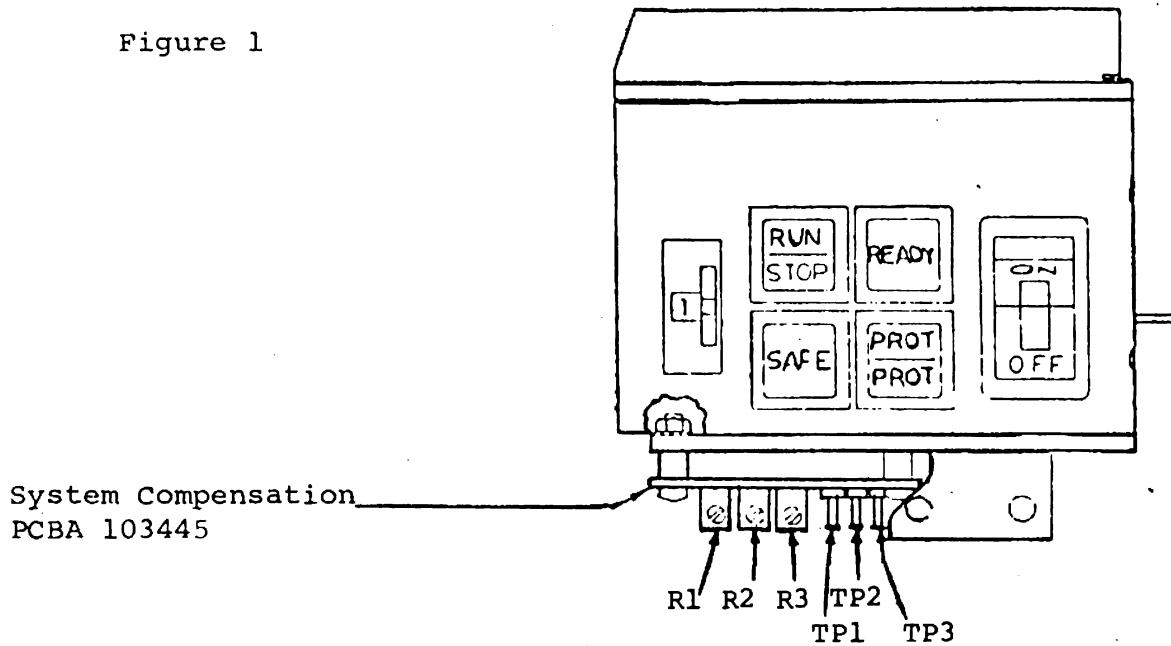 Figure 1
RUN
STOP
READY
ON
1
SAFE
PROT
PROT
OFF
System Compensation
PCBA 103445
R1 R2 R3 TP2
TP1 TP3